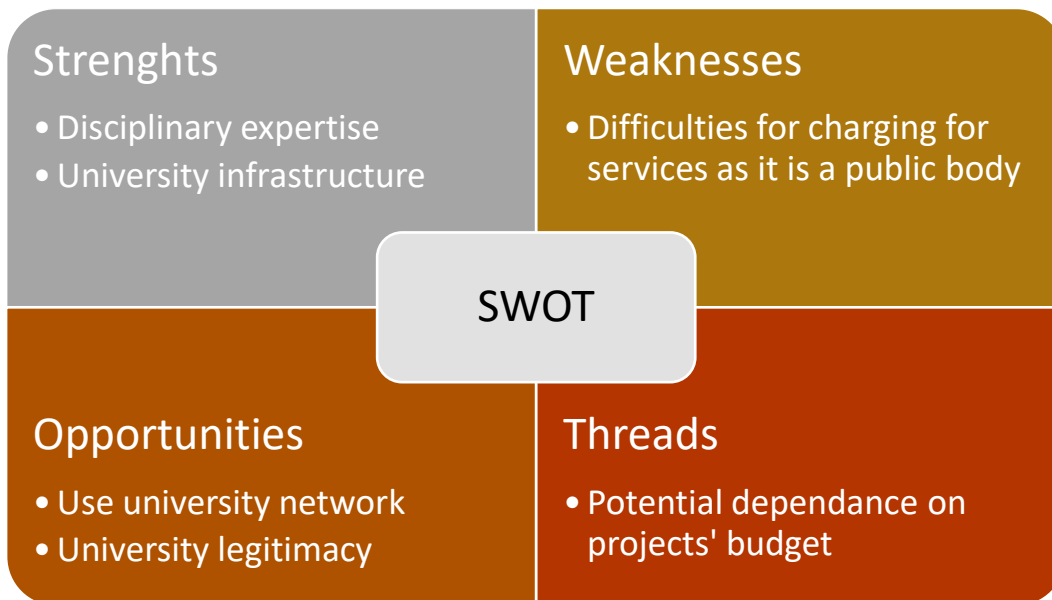 Strenghts
• Disciplinary expertise
• University infrastructure
Weaknesses
• Difficulties for charging for
services as it is a public body
SWOT
Opportunities
• Use university network
• University legitimacy
Threads
• Potential dependance on
projects' budget